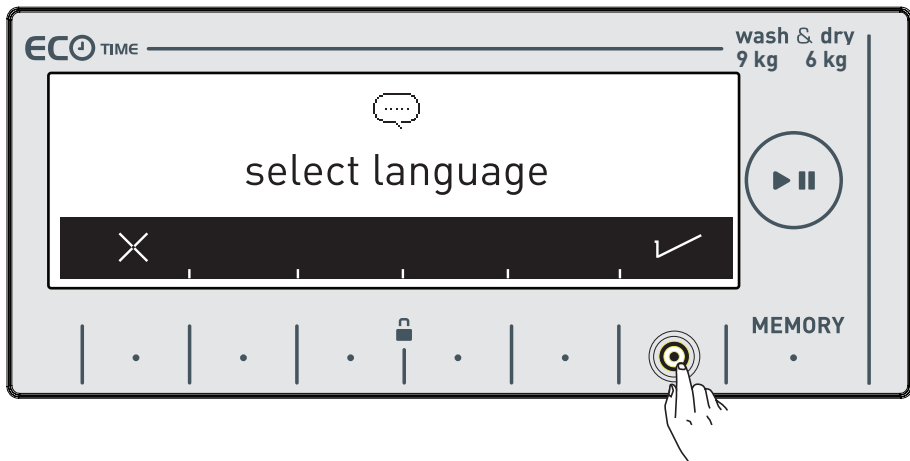 ECO TIME
wash & dry
9 kg 6 kg
select language
MEMORY